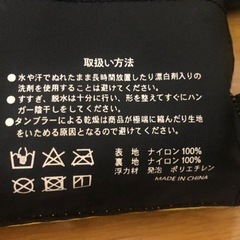 取扱い方法
●水や汗でぬれたまま長時間放置したり漂白剤入りの
洗剤を使用することは避けてください。
●すすぎ、脱水は十分に行い、形を整えてからハン
ガー陰干しをしてください。
●タンブラーによる乾燥は商品が極端に縮んだり生地を
いためる原因となりますので避けてください。
表地 ナイロン100%
裏地 ナイロン100%
浮力材 発泡 ポリエチレン
MADE IN CHINA